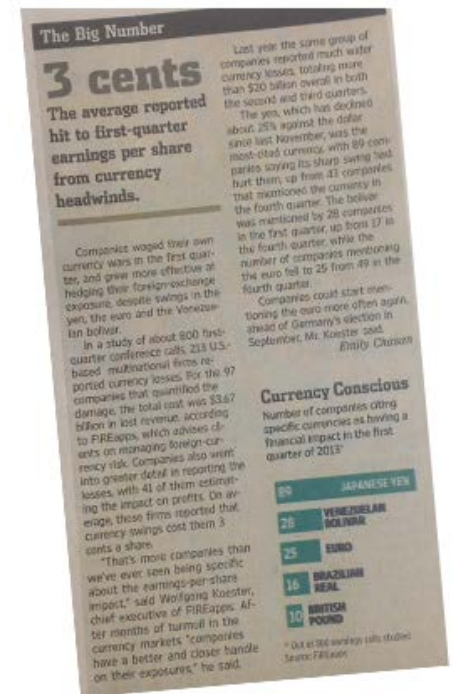 The Big Number
3 cents
The average reported
hit to first-quarter
earnings per share
from currency
headwinds.
Companies waged their own
currency wars in the first quar-
ter, and grew more effective at
hedging their foreign-exchange
exposure, despite swings in the
yen, the euro and the Venezue-
lan bolivar.
In a study of about 800 first-
quarter conference calls, 213 U.S.-
based multinational firms re-
ported currency losses. For the 97
companies that quantified the
damage, the total cost was $3.67
billion in lost revenue, according
to FIREapps, which advises cli-
ents on managing foreign-cur-
rency risk. Companies also went
into greater detail in reporting the
losses, with 41 of them estimat-
ing the impact on profits. On av-
erage, those firms reported that
currency swings cost them 3
cents a share.
"That's more companies than
we've ever seen being specific
about the earnings-per-share
impact," said Wolfgang Koester,
chief executive of FIREapps. Af-
ter months of turmoil in the
currency markets "companies
have a better and closer handle
on their exposures," he said.
Last year the same group of
companies reported much wider
currency losses, totaling more
than $20 billion overall in both
the second and third quarters.
The yen, which has declined
about 25% against the dollar
since last November, was the
most-cited currency, with 89 com-
panies saying its sharp swing had
hurt them, up from 43 companies
that mentioned the currency in
the fourth quarter. The bolivar
was mentioned by 28 companies
in the first quarter, up from 17 in
the fourth quarter, while the
number of companies mentioning
the euro fell to 25 from 49 in the
fourth quarter.
Companies could start men-
tioning the euro more often again,
ahead of Germany's election in
September, Mr. Koester said.
Emily Chasan
Currency Conscious
Number of companies citing
specific currencies as having a
financial impact in the first
quarter of 2013*
89 JAPANESE YEN
28 VENEZUELAN
BOLIVAR
25 EURO
16 BRAZILIAN
REAL
10 BRITISH
POUND
* Out of earnings calls studied
Source: FIREapps